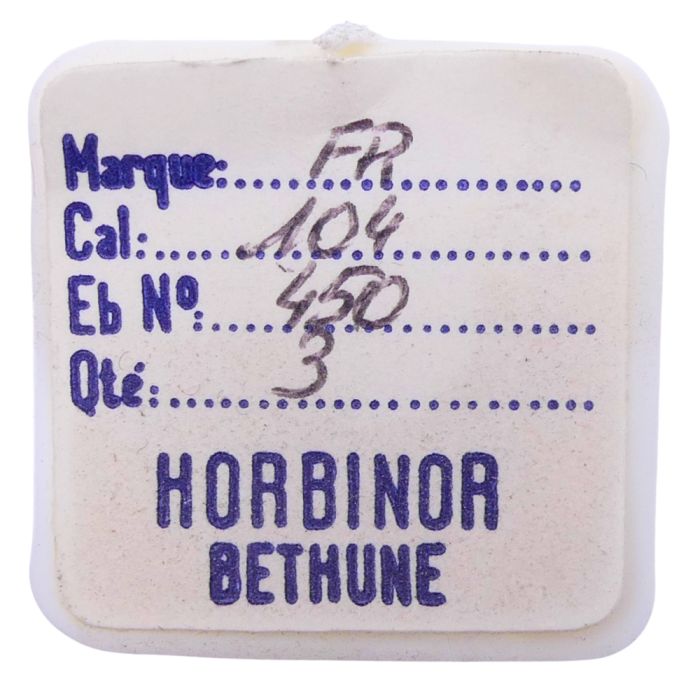 Marque: FR
Cal: 104
Eb Nº: 450
Qté: 3
HORBINOR
BETHUNE